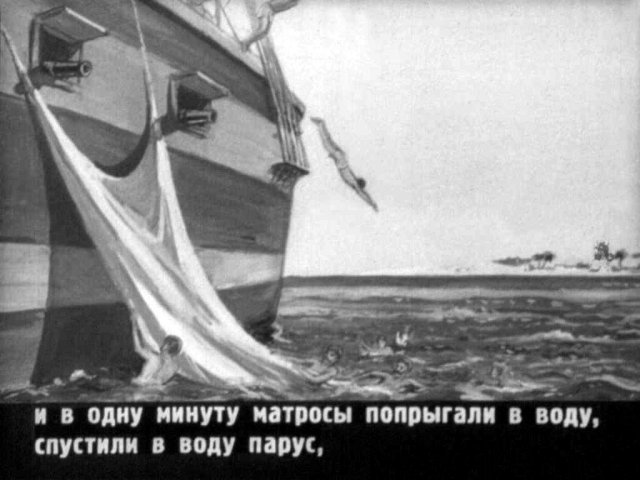 и в одну минуту матросы попрыгали в воду,
спустили в воду парус,